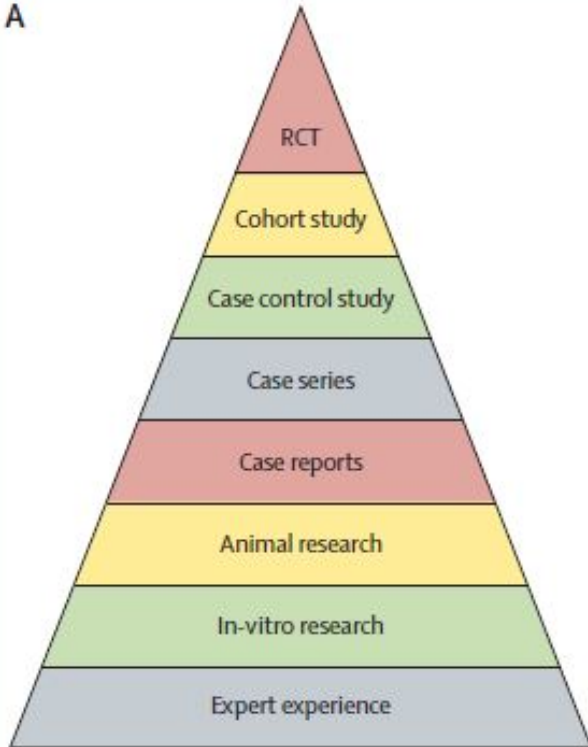 A
RCT
Cohort study
Case control study
Case series
Case reports
Animal research
In-vitro research
Expert experience